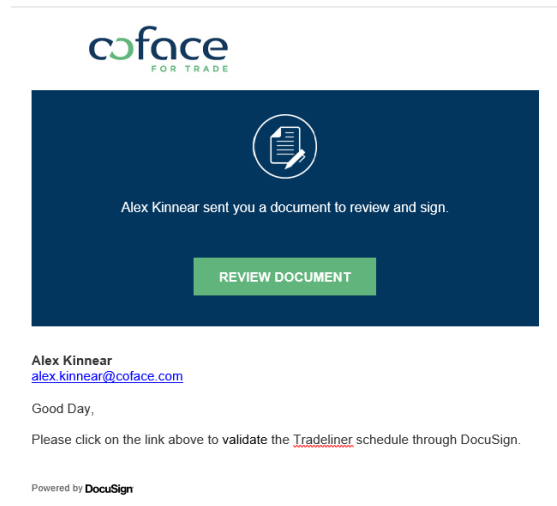 coface
FOR TRADE
Alex Kinnear sent you a document to review and sign.
REVIEW DOCUMENT
Alex Kinnear
alex.kinnear@coface.com
Good Day,
Please click on the link above to validate the Tradeliner schedule through DocuSign.
Powered by DocuSign